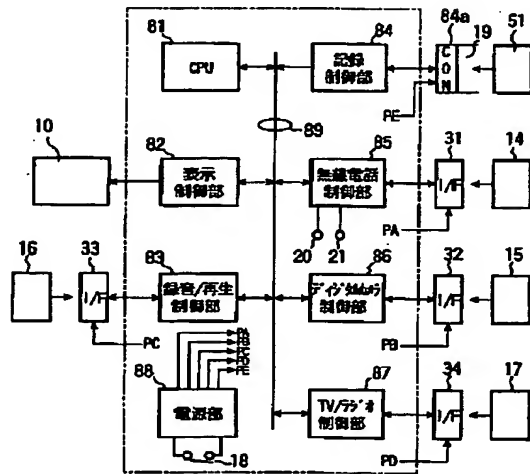 81
84
84a
19
51
CPU
記録
制御部
CON
PE
89
10
82
85
31
14
表示
制御部
無線電話
制御部
I/F
PA
20
21
16
33
83
86
32
15
I/F
録音/再生
制御部
ディジタルカメラ
制御部
I/F
PC
PB
PA
PB
PC
PD
PE
88
87
34
17
電源部
TV/ラジオ
制御部
I/F
18
PD